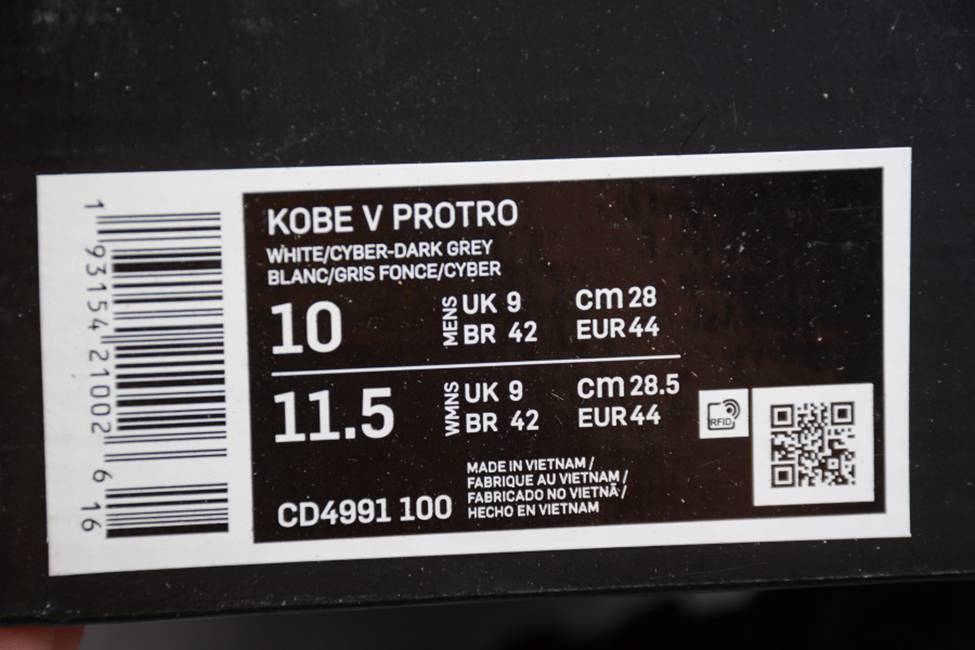 1 93154 21002 6 16
KOBE V PROTRO
WHITE/CYBER-DARK GREY
BLANC/GRIS FONCE/CYBER
10 MENS UK 9 cm 28
BR 42 EUR 44
11.5 WMNS UK 9 cm 28.5
BR 42 EUR 44
RFID
MADE IN VIETNAM /
FABRIQUE AU VIETNAM /
FABRICADO NO VIETNÃ /
HECHO EN VIETNAM
CD4991 100